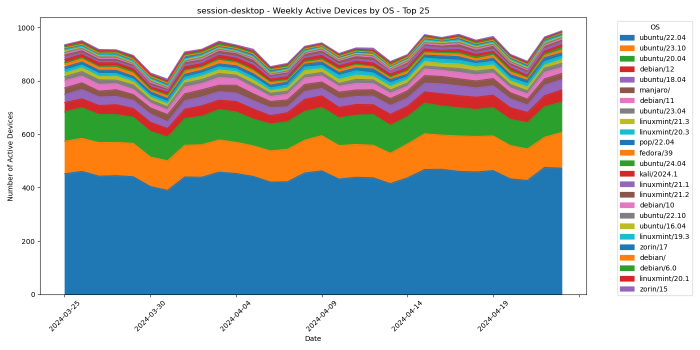 session-desktop - Weekly Active Devices by OS - Top 25
Number of Active Devices
1000
800
600
400
200
0
2024-03-25
2024-03-30
2024-04-04
2024-04-09
2024-04-14
2024-04-19
Date
OS
ubuntu/22.04
ubuntu/23.10
ubuntu/20.04
debian/12
ubuntu/18.04
manjaro/
debian/11
ubuntu/23.04
linuxmint/21.3
linuxmint/20.3
pop/22.04
fedora/39
ubuntu/24.04
kali/2024.1
linuxmint/21.1
linuxmint/21.2
debian/10
ubuntu/22.10
ubuntu/16.04
linuxmint/19.3
zorin/17
debian/
debian/6.0
linuxmint/20.1
zorin/15